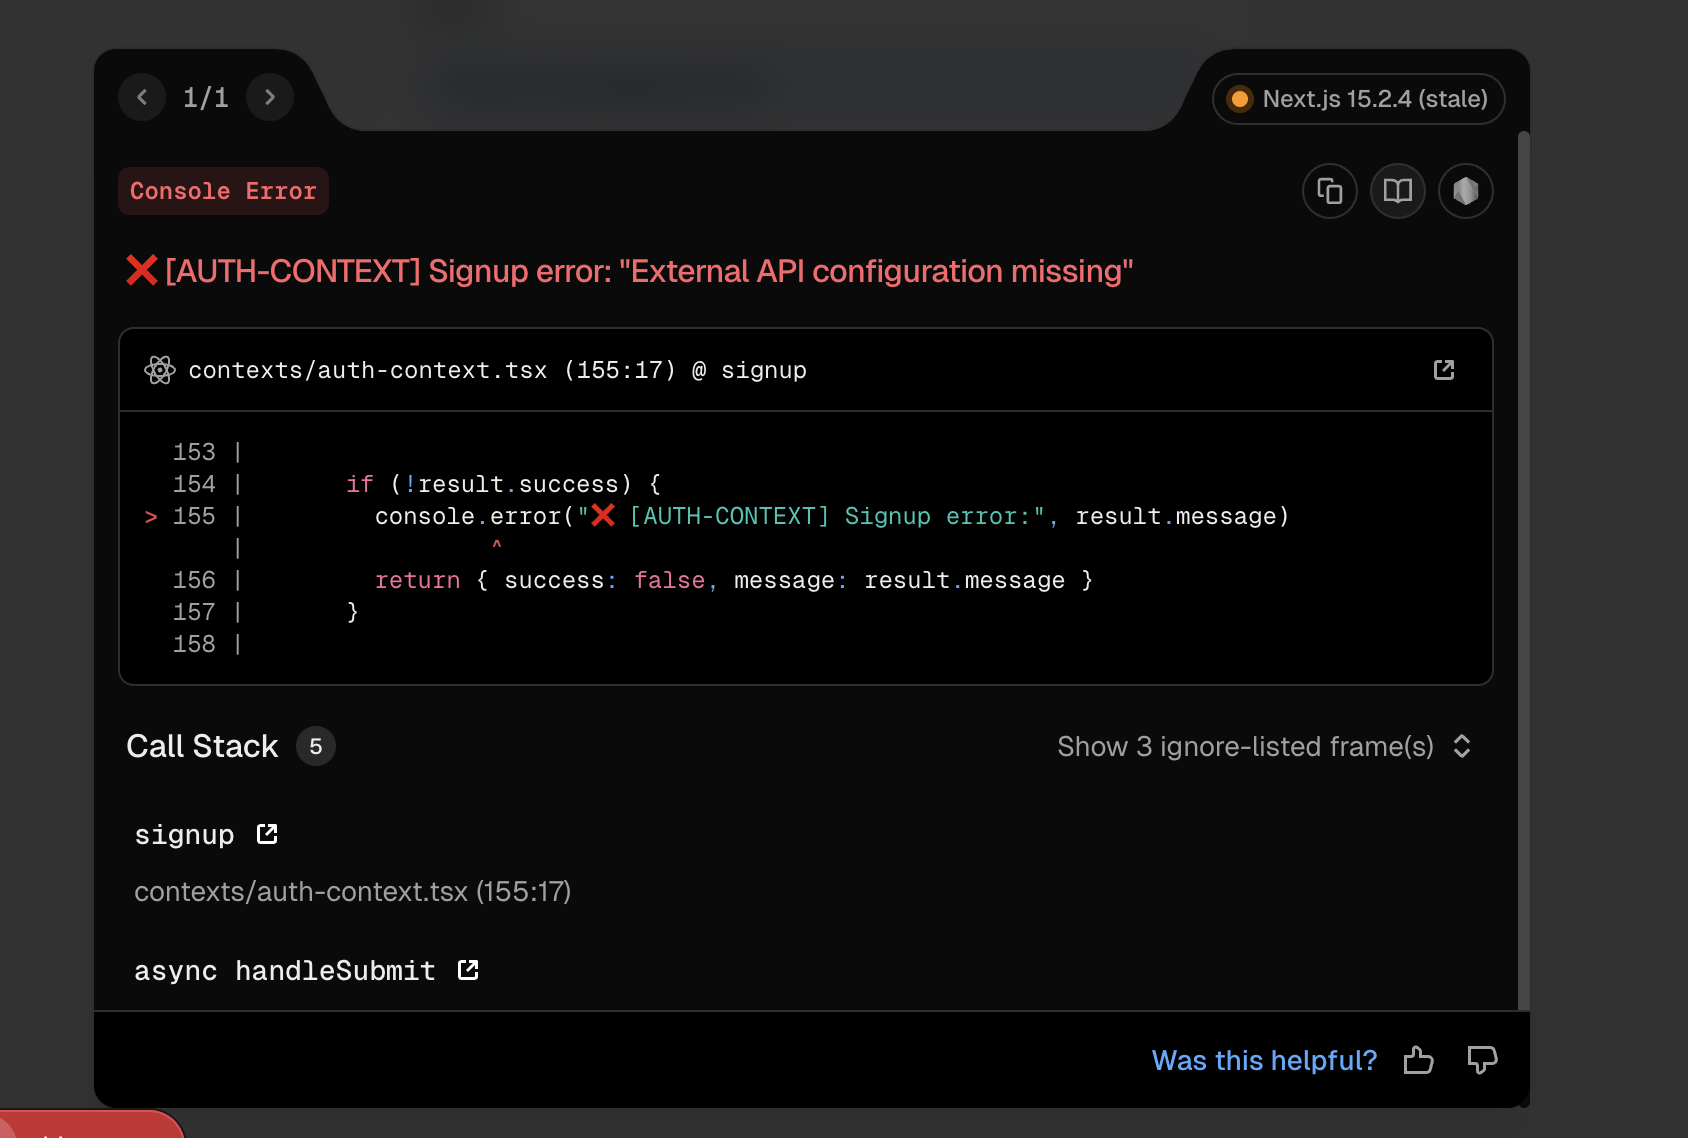 1/1
Next.js 15.2.4 (stale)
Console Error
❌ [AUTH-CONTEXT] Signup error: "External API configuration missing"
contexts/auth-context.tsx (155:17) @ signup
153 |
154 |       if (!result.success) {
> 155 |         console.error("❌ [AUTH-CONTEXT] Signup error:", result.message)
|                 ^
156 |         return { success: false, message: result.message }
157 |       }
158 |
Call Stack 5
Show 3 ignore-listed frame(s)
signup
contexts/auth-context.tsx (155:17)
async handleSubmit
Was this helpful?